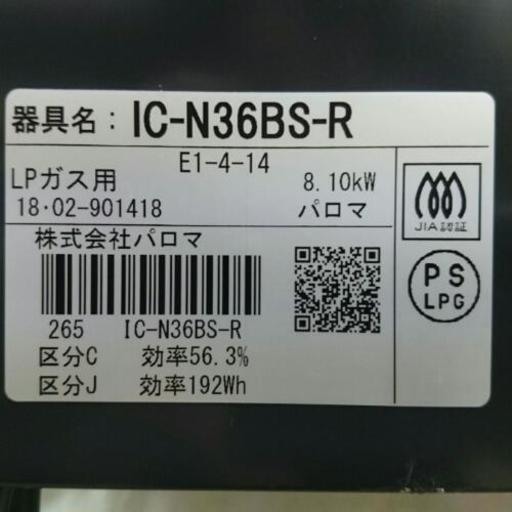 器具名：IC-N36BS-R
E1-4-14
LPガス用 8.10kW
18・02-901418 パロマ
株式会社パロマ
265 IC-N36BS-R
区分C 効率56.3%
区分J 効率192Wh
JIA認証
PS
LPG